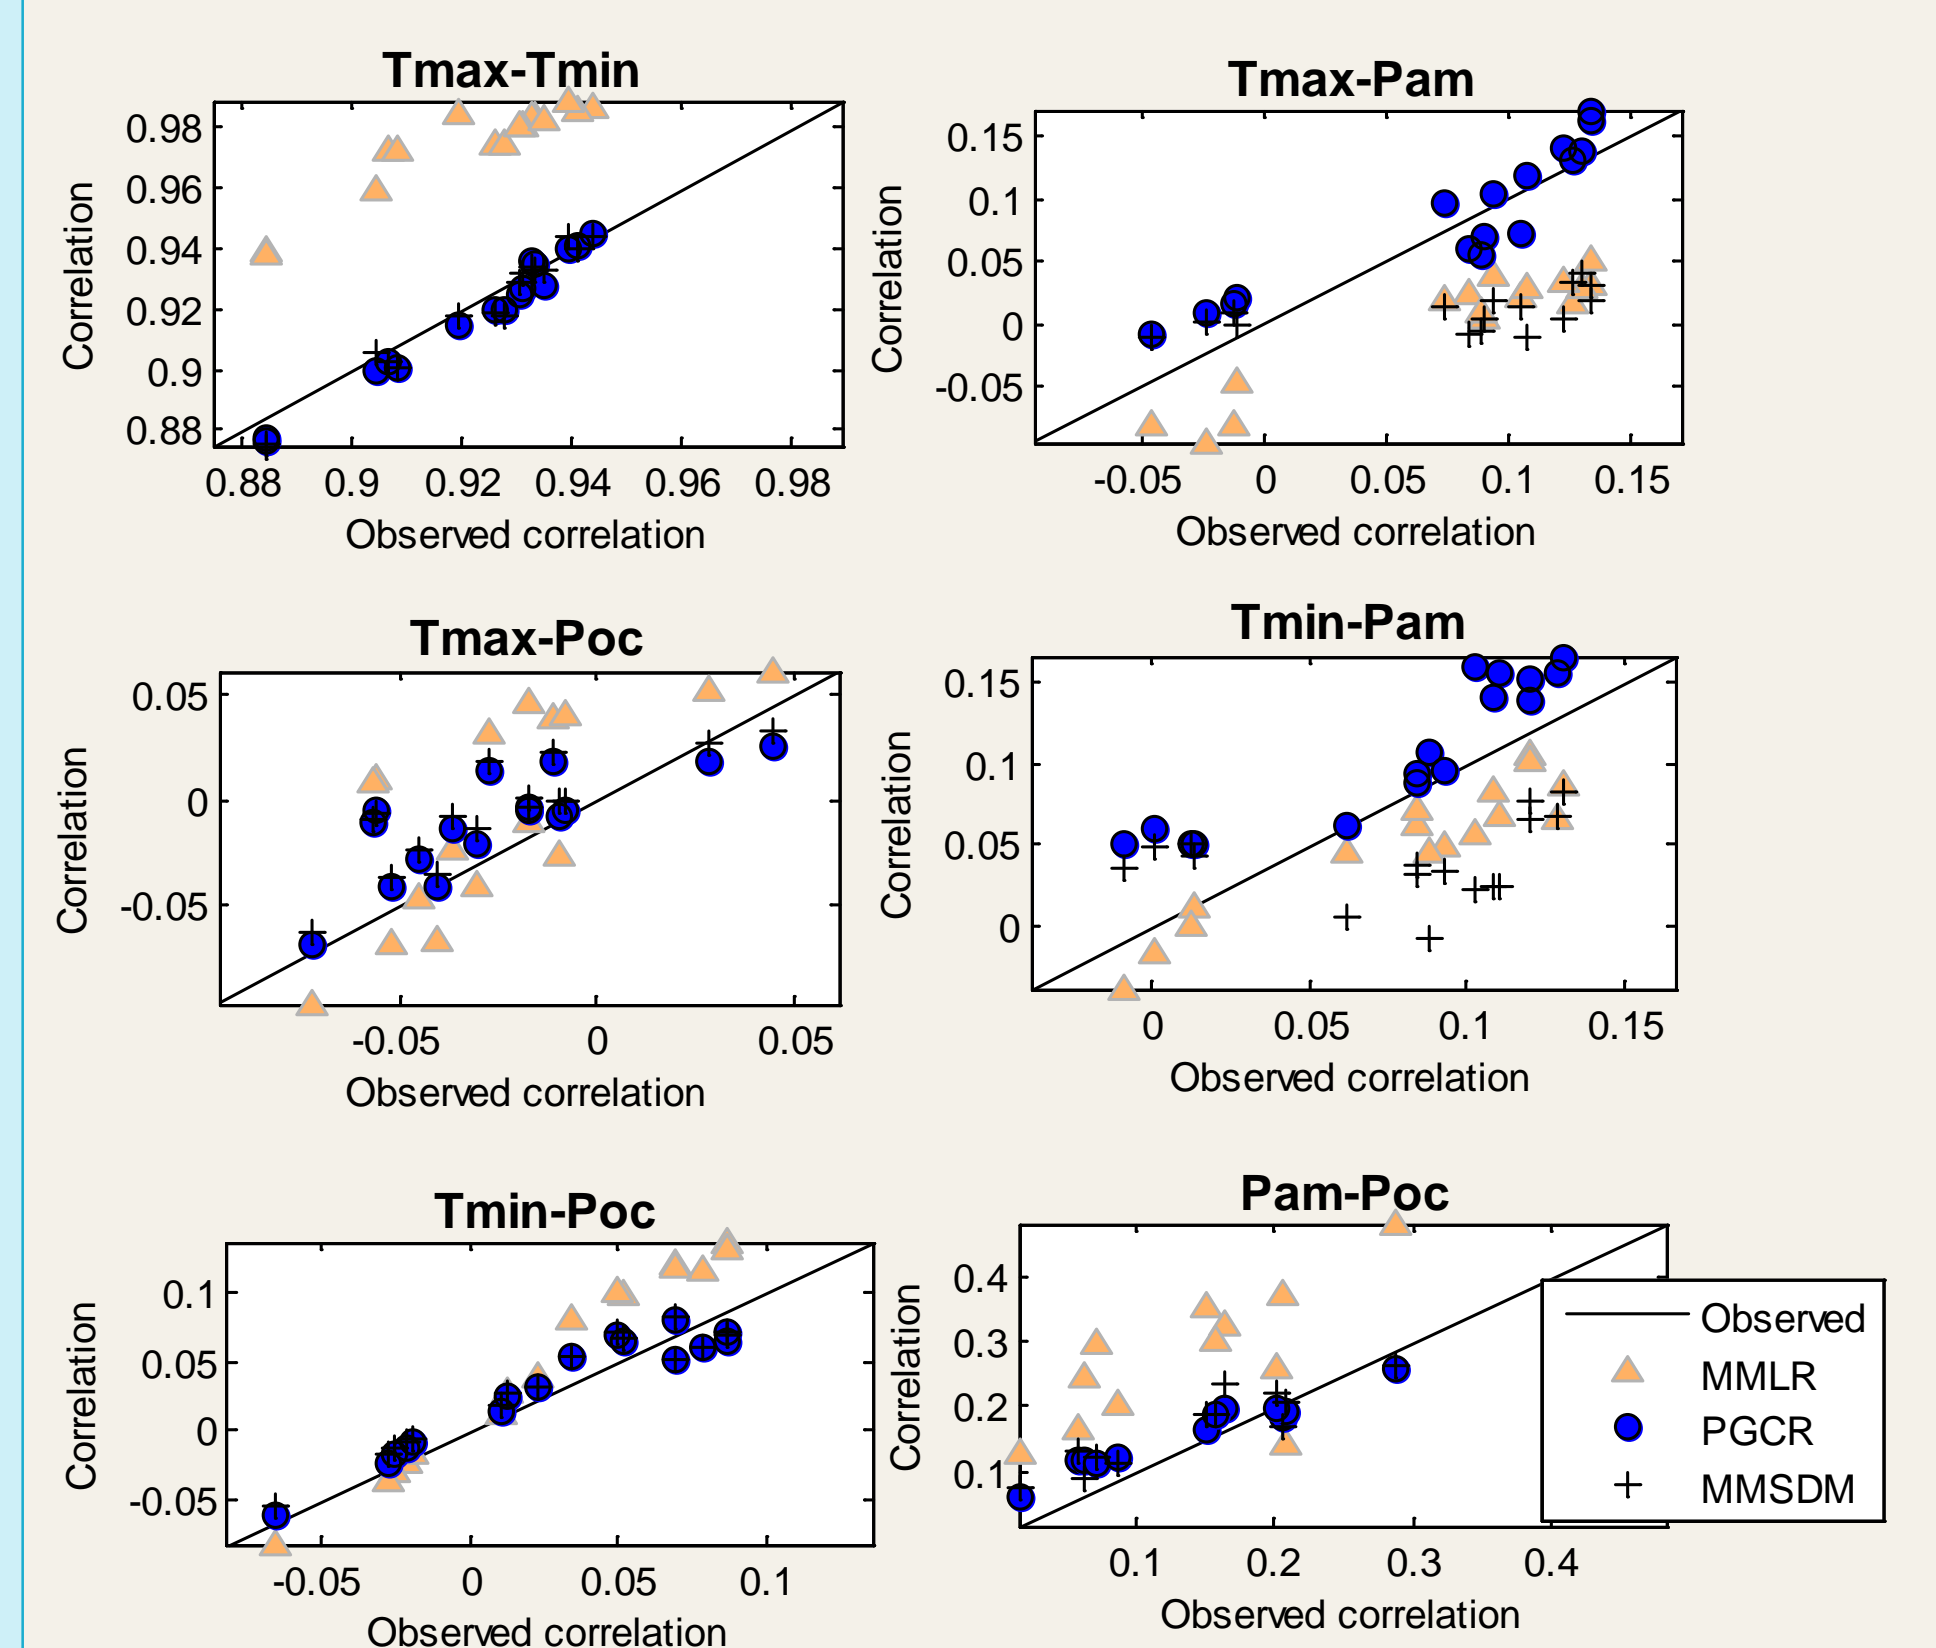 Tmax-Tmin
0.98
0.96
0.94
0.92
0.9
0.88
Correlation
0.88 0.9 0.92 0.94 0.96 0.98
Observed correlation
Tmax-Pam
0.15
0.1
0.05
0
-0.05
Correlation
-0.05 0 0.05 0.1 0.15
Observed correlation
Tmax-Poc
0.05
0
-0.05
Correlation
-0.05 0 0.05
Observed correlation
Tmin-Pam
0.15
0.1
0.05
0
Correlation
0 0.05 0.1 0.15
Observed correlation
Tmin-Poc
0.1
0.05
0
-0.05
Correlation
-0.05 0 0.05 0.1
Observed correlation
Pam-Poc
0.4
0.3
0.2
0.1
Correlation
0.1 0.2 0.3 0.4
Observed correlation
Observed
MMLR
PGCR
MMSDM